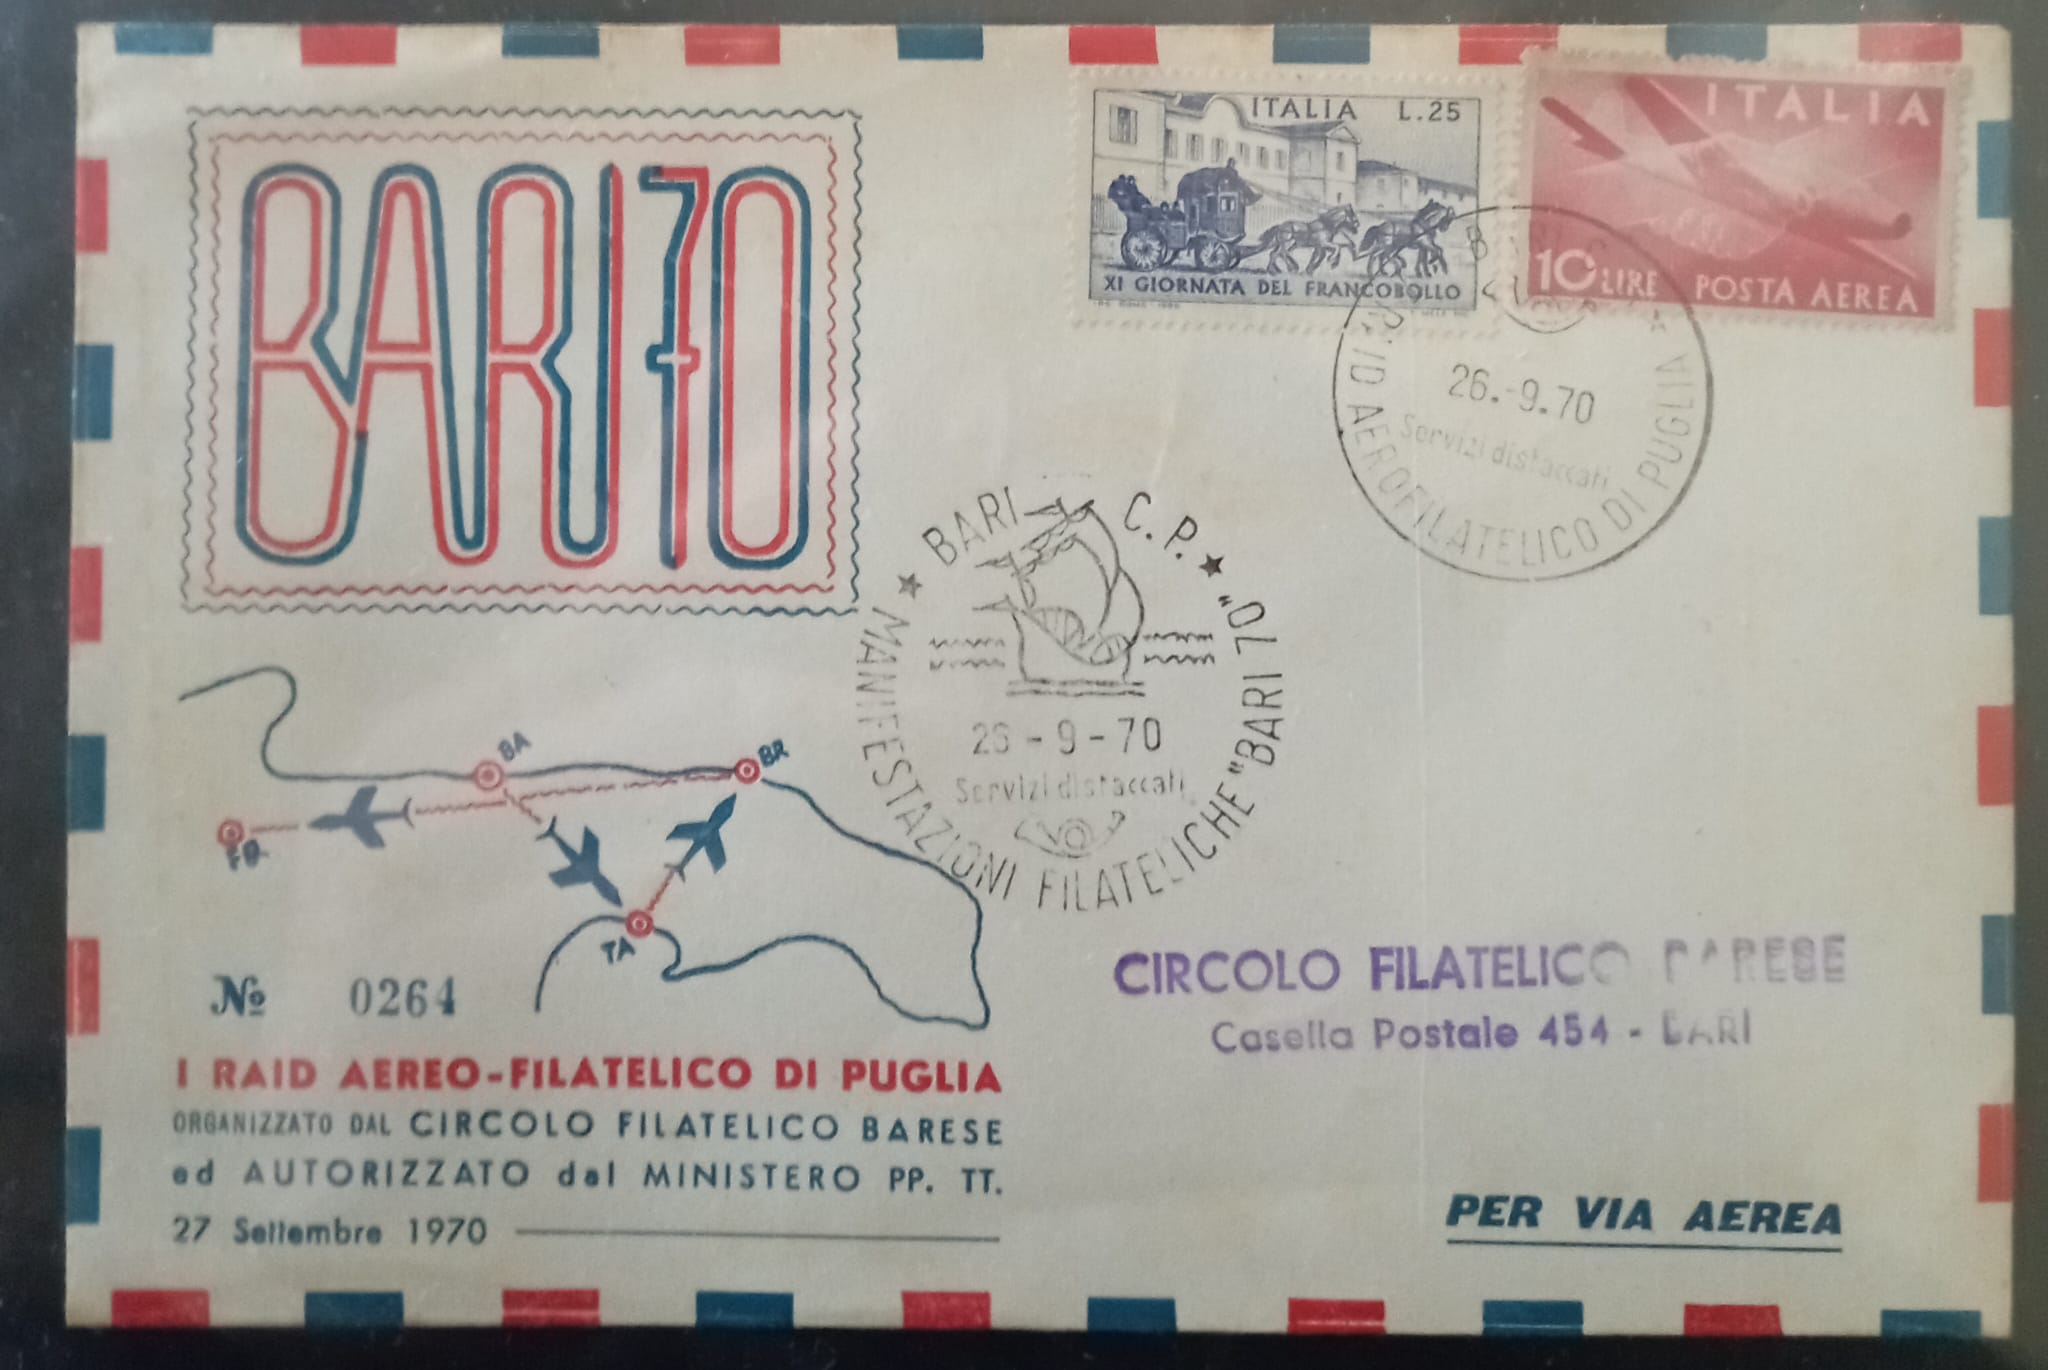 BARI 70
ITALIA L.25
XI GIORNATA DEL FRANCOBOLLO
ITALIA
10 LIRE POSTA AEREA
26.-9.70
Servizi distaccati
RAID AEROFILATELICO DI PUGLIA
★ BARI C.P. ★
26-9-70
Servizi distaccati
MANIFESTAZIONI FILATELICHE "BARI 70"
BA
BR
TA
№ 0264
I RAID AEREO-FILATELICO DI PUGLIA
ORGANIZZATO DAL CIRCOLO FILATELICO BARESE
ed AUTORIZZATO dal MINISTERO PP. TT.
27 Settembre 1970
CIRCOLO FILATELICO BARESE
Casella Postale 454 - BARI
PER VIA AEREA